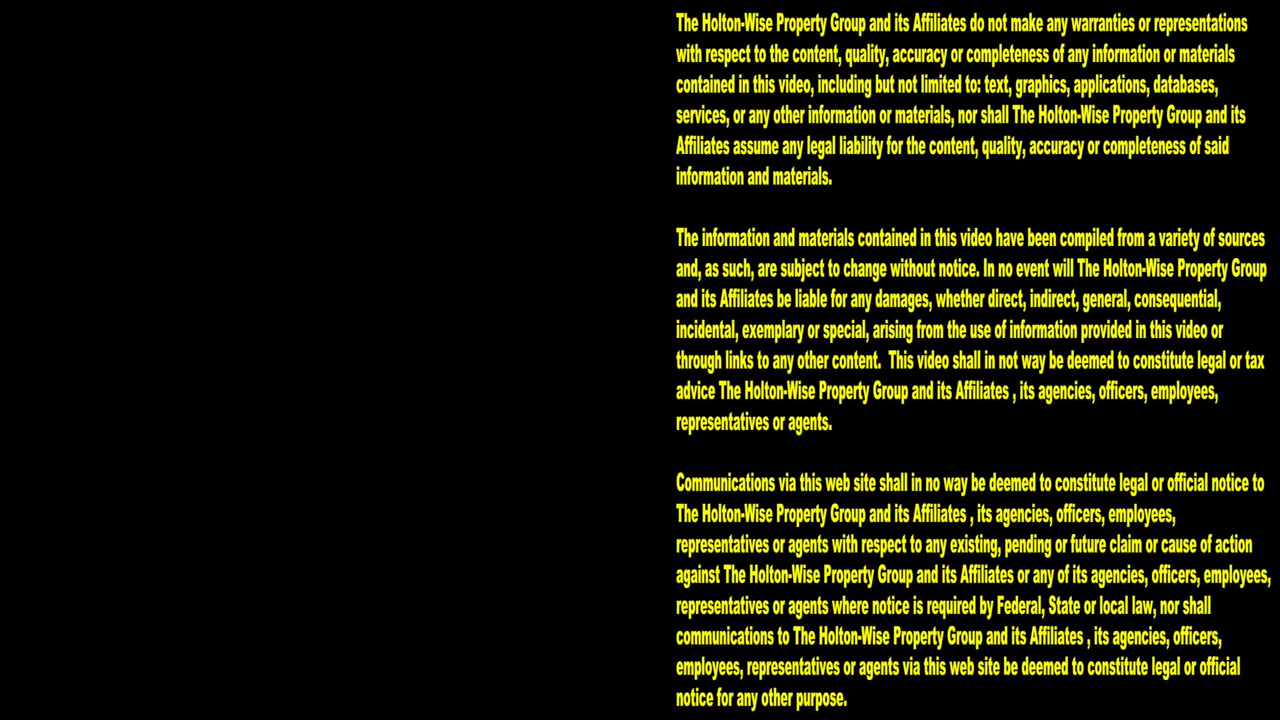 The Holton-Wise Property Group and its Affiliates do not make any warranties or representations
with respect to the content, quality, accuracy or completeness of any information or materials
contained in this video, including but not limited to: text, graphics, applications, databases,
services, or any other information or materials, nor shall The Holton-Wise Property Group and its
Affiliates assume any legal liability for the content, quality, accuracy or completeness of said
information and materials.
The information and materials contained in this video have been compiled from a variety of sources
and, as such, are subject to change without notice. In no event will The Holton-Wise Property Group
and its Affiliates be liable for any damages, whether direct, indirect, general, consequential,
incidental, exemplary or special, arising from the use of information provided in this video or
through links to any other content.  This video shall in not way be deemed to constitute legal or tax
advice The Holton-Wise Property Group and its Affiliates , its agencies, officers, employees,
representatives or agents.
Communications via this web site shall in no way be deemed to constitute legal or official notice to
The Holton-Wise Property Group and its Affiliates , its agencies, officers, employees,
representatives or agents with respect to any existing, pending or future claim or cause of action
against The Holton-Wise Property Group and its Affiliates or any of its agencies, officers, employees,
representatives or agents where notice is required by Federal, State or local law, nor shall
communications to The Holton-Wise Property Group and its Affiliates , its agencies, officers,
employees, representatives or agents via this web site be deemed to constitute legal or official
notice for any other purpose.